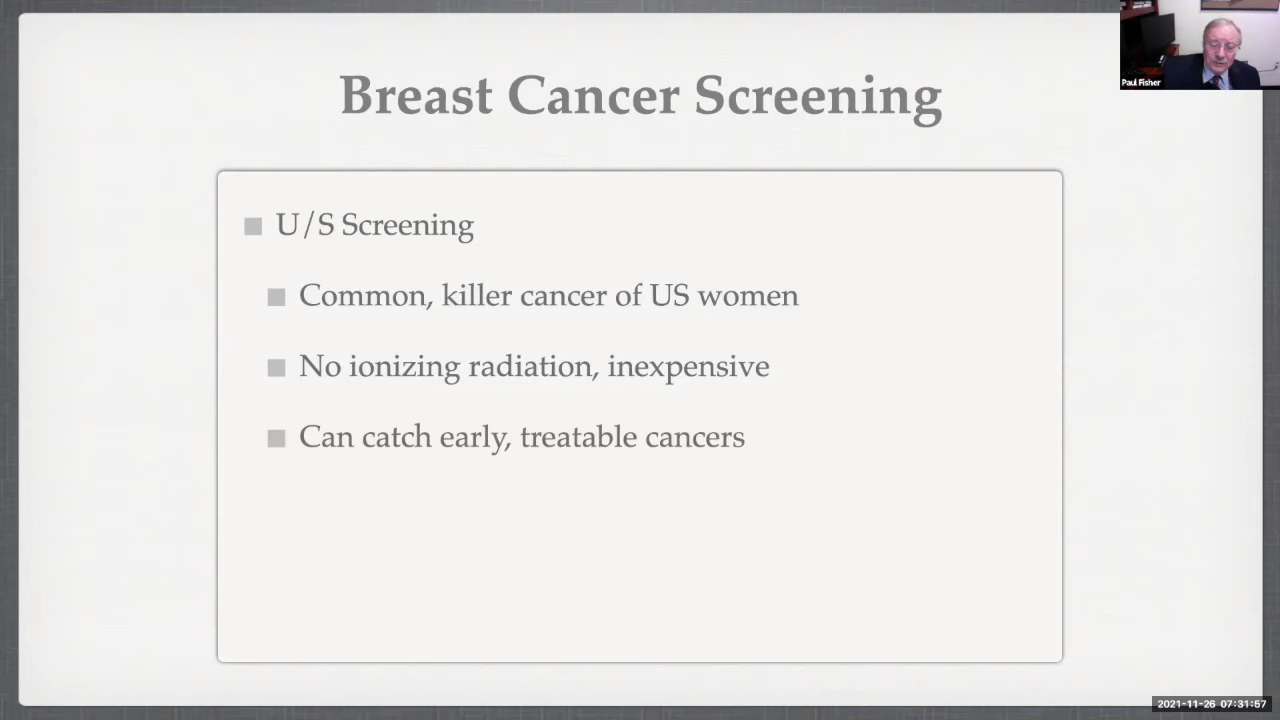 Breast Cancer Screening
Paul Fisher
U/S Screening
Common, killer cancer of US women
No ionizing radiation, inexpensive
Can catch early, treatable cancers
2021-11-26 07:31:57